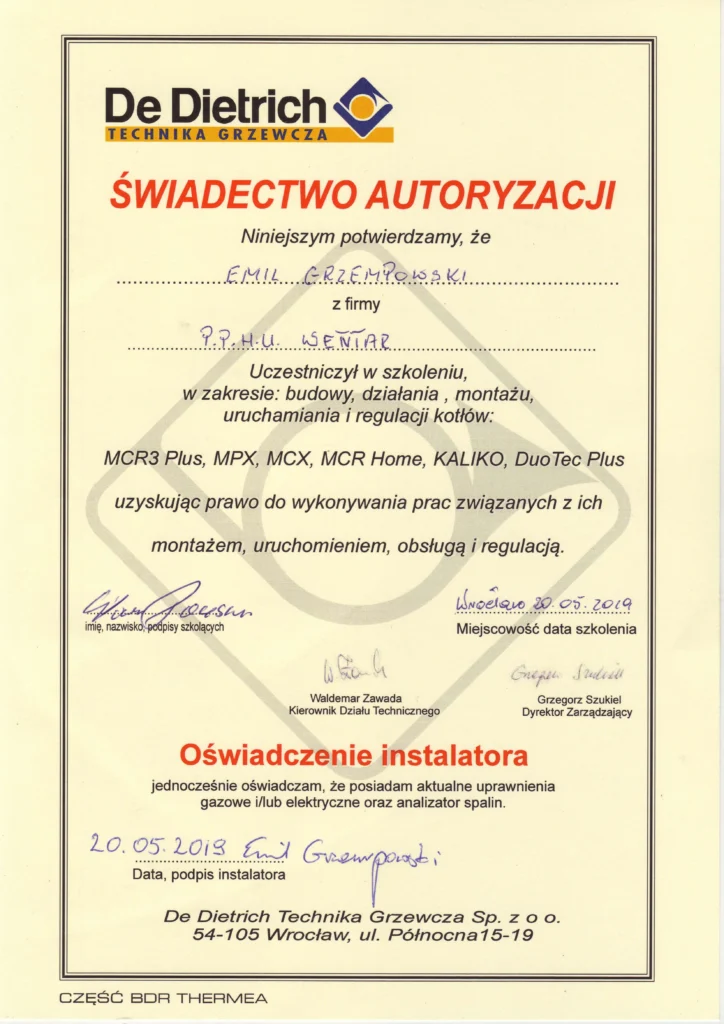 De Dietrich
TECHNIKA GRZEWCZA
ŚWIADECTWO AUTORYZACJI
Niniejszym potwierdzamy, że
EMIL GRZEMPOWSKI
z firmy
P.P.H.U. WENTAR
Uczestniczył w szkoleniu,
w zakresie: budowy, działania , montażu,
uruchamiania i regulacji kotłów:
MCR3 Plus, MPX, MCX, MCR Home, KALIKO, DuoTec Plus
uzyskując prawo do wykonywania prac związanych z ich
montażem, uruchomieniem, obsługą i regulacją.
Wrocław 20.05.2019
imię, nazwisko, podpisy szkolących
Miejscowość data szkolenia
Grzegorz Szukiel
Waldemar Zawada
Kierownik Działu Technicznego
Grzegorz Szukiel
Dyrektor Zarządzający
Oświadczenie instalatora
jednocześnie oświadczam, że posiadam aktualne uprawnienia
gazowe i/lub elektryczne oraz analizator spalin.
20.05.2019 Emil Grzempowski
Data, podpis instalatora
De Dietrich Technika Grzewcza Sp. z o o.
54-105 Wrocław, ul. Północna15-19
CZĘŚĆ BDR THERMEA